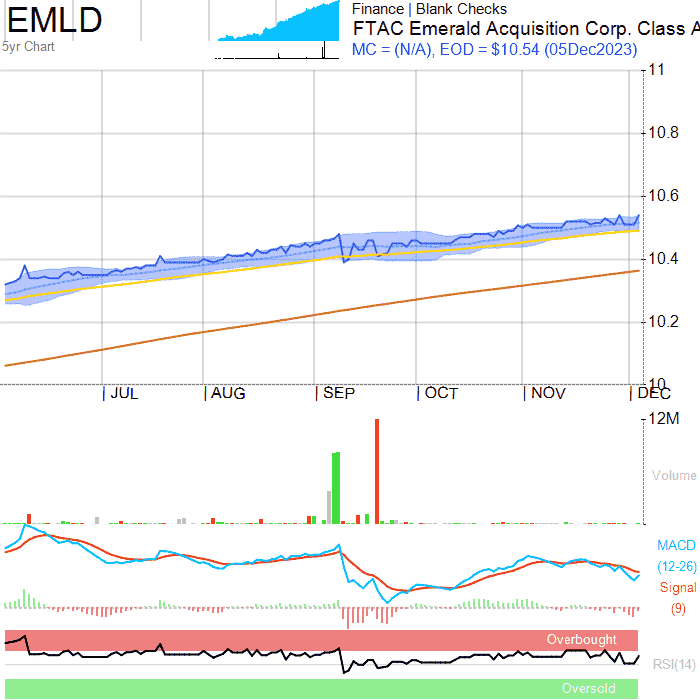 EMLD
5yr Chart
Finance | Blank Checks
FTAC Emerald Acquisition Corp. Class A
MC = (N/A), EOD = $10.54 (05Dec2023)
11
10.8
10.6
10.4
10.2
10
| JUL | AUG | SEP | OCT | NOV | DEC
12M
Volume
MACD
(12-26)
Signal
(9)
Overbought
RSI(14)
Oversold